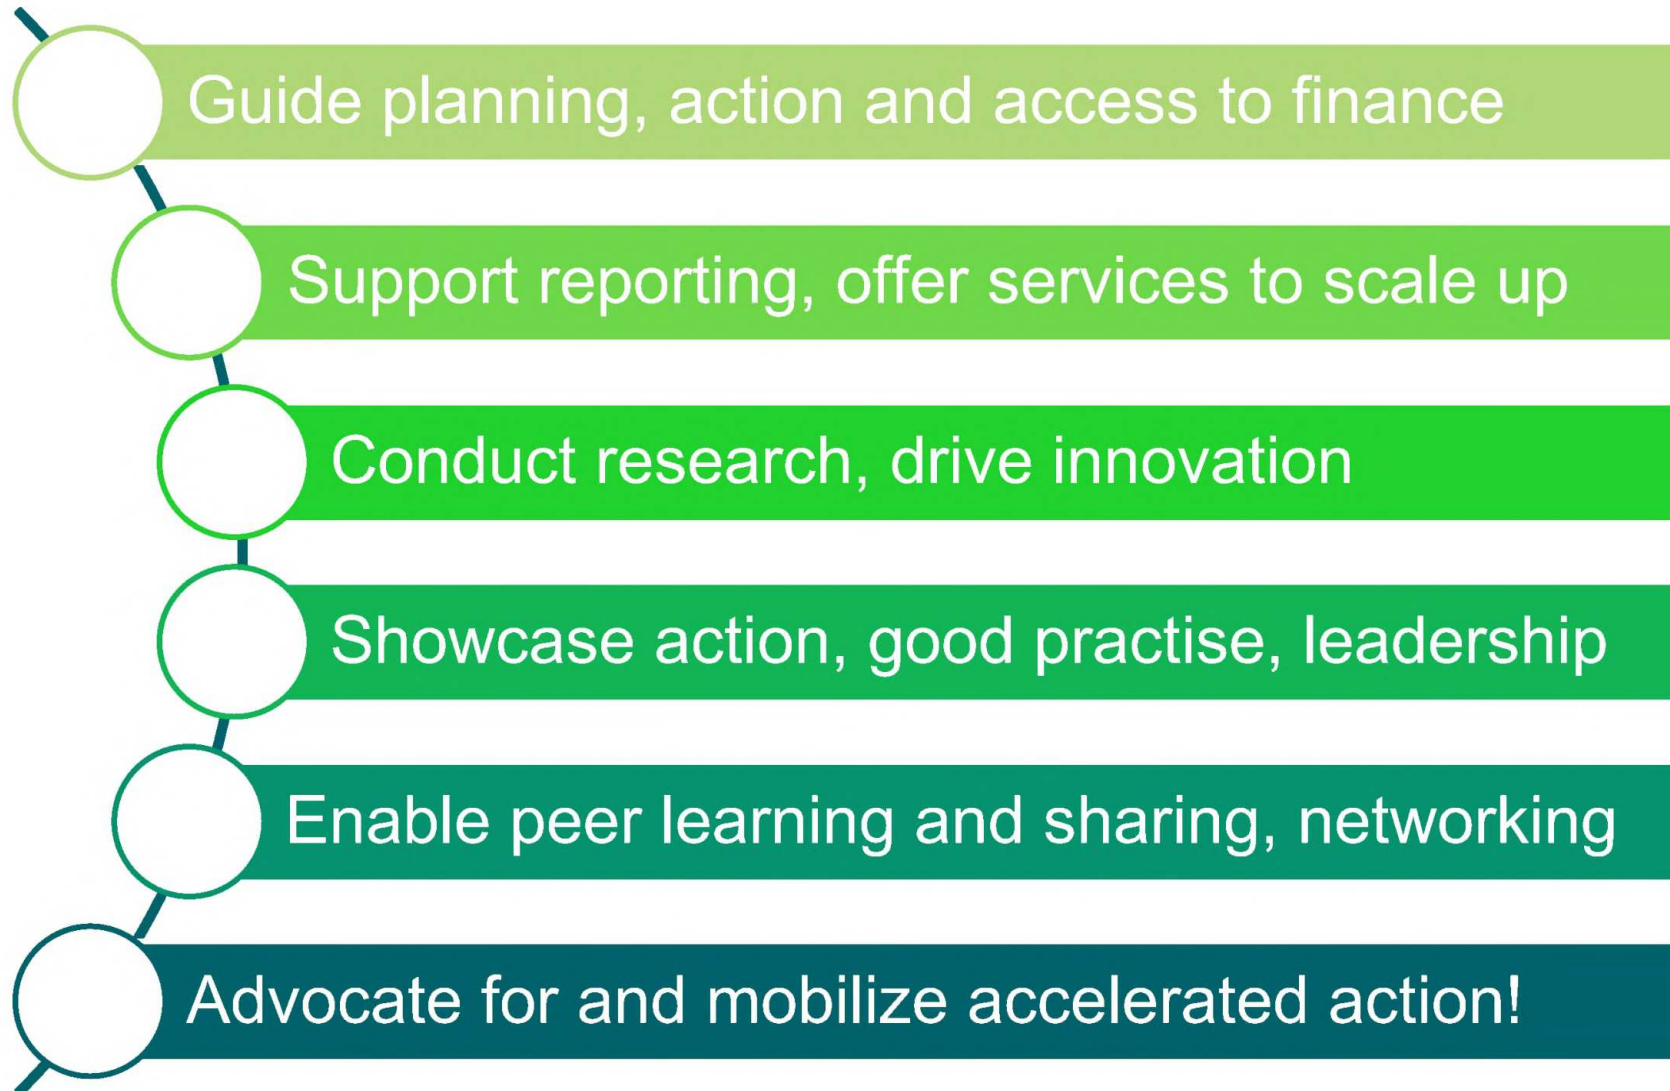 Guide planning, action and access to finance
Support reporting, offer services to scale up
Conduct research, drive innovation
Showcase action, good practise, leadership
Enable peer learning and sharing, networking
Advocate for and mobilize accelerated action!